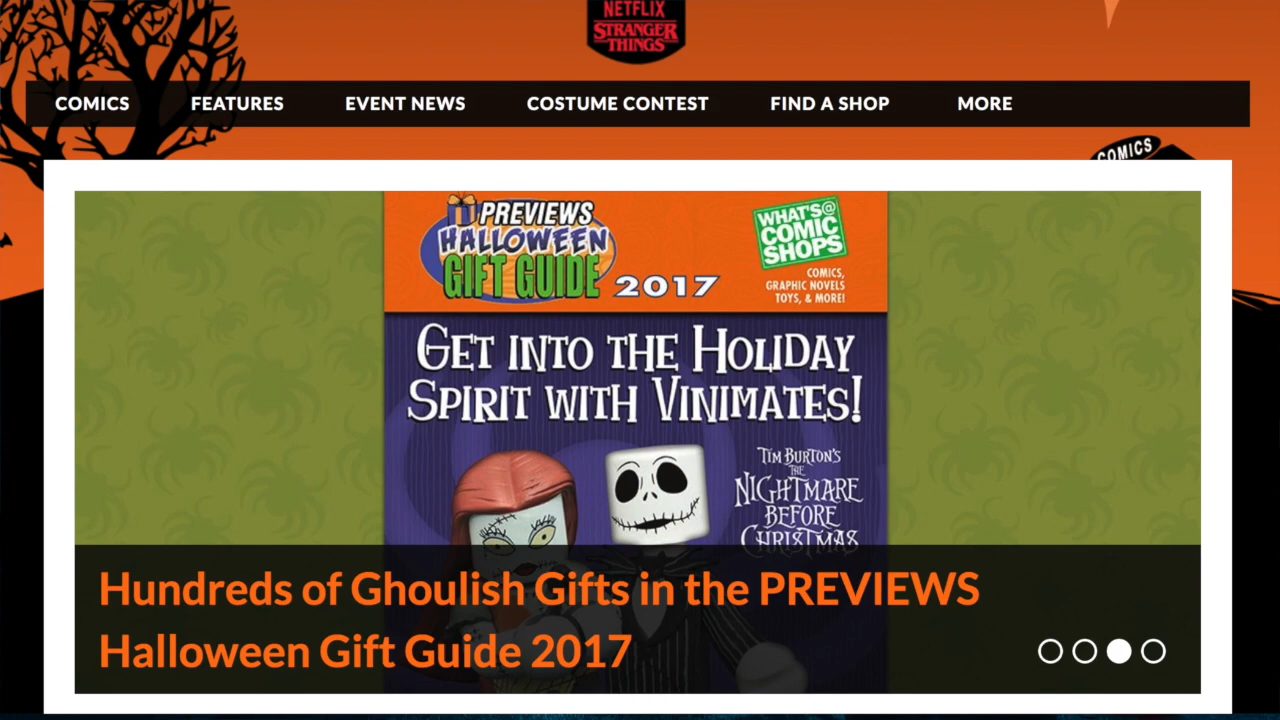 NETFLIX
STRANGER
THINGS
COMICS FEATURES EVENT NEWS COSTUME CONTEST FIND A SHOP MORE
COMICS
PREVIEWS
HALLOWEEN
GIFT GUIDE 2017
WHAT'S@
COMIC
SHOPS
COMICS,
GRAPHIC NOVELS
TOYS, & MORE!
GET INTO THE HOLIDAY
SPIRIT WITH VINIMATES!
TIM BURTON'S
THE
NIGHTMARE
BEFORE
CHRISTMAS
Hundreds of Ghoulish Gifts in the PREVIEWS
Halloween Gift Guide 2017